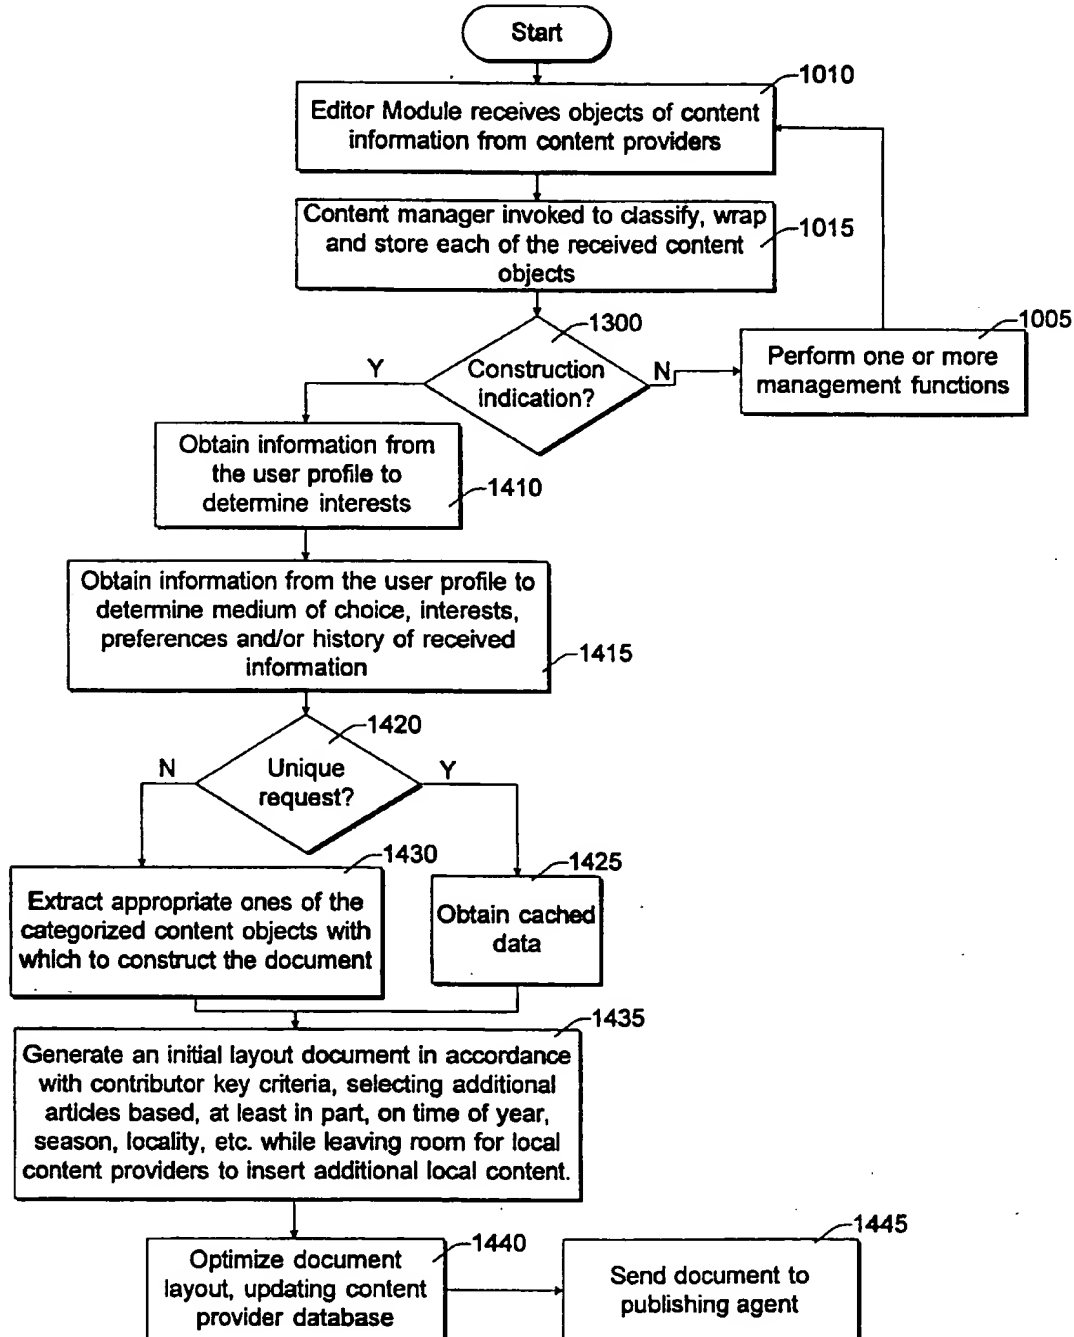 Start
1010
Editor Module receives objects of content
information from content providers
Content manager invoked to classify, wrap
and store each of the received content
objects
1015
1300
Construction
indication?
Y
N
1005
Perform one or more
management functions
Obtain information from
the user profile to
determine interests
1410
Obtain information from the user profile to
determine medium of choice, interests,
preferences and/or history of received
information
1415
1420
Unique
request?
N
Y
1430
Extract appropriate ones of the
categorized content objects with
which to construct the document
1425
Obtain cached
data
1435
Generate an initial layout document in accordance
with contributor key criteria, selecting additional
articles based, at least in part, on time of year,
season, locality, etc. while leaving room for local
content providers to insert additional local content.
1440
Optimize document
layout, updating content
provider database
1445
Send document to
publishing agent